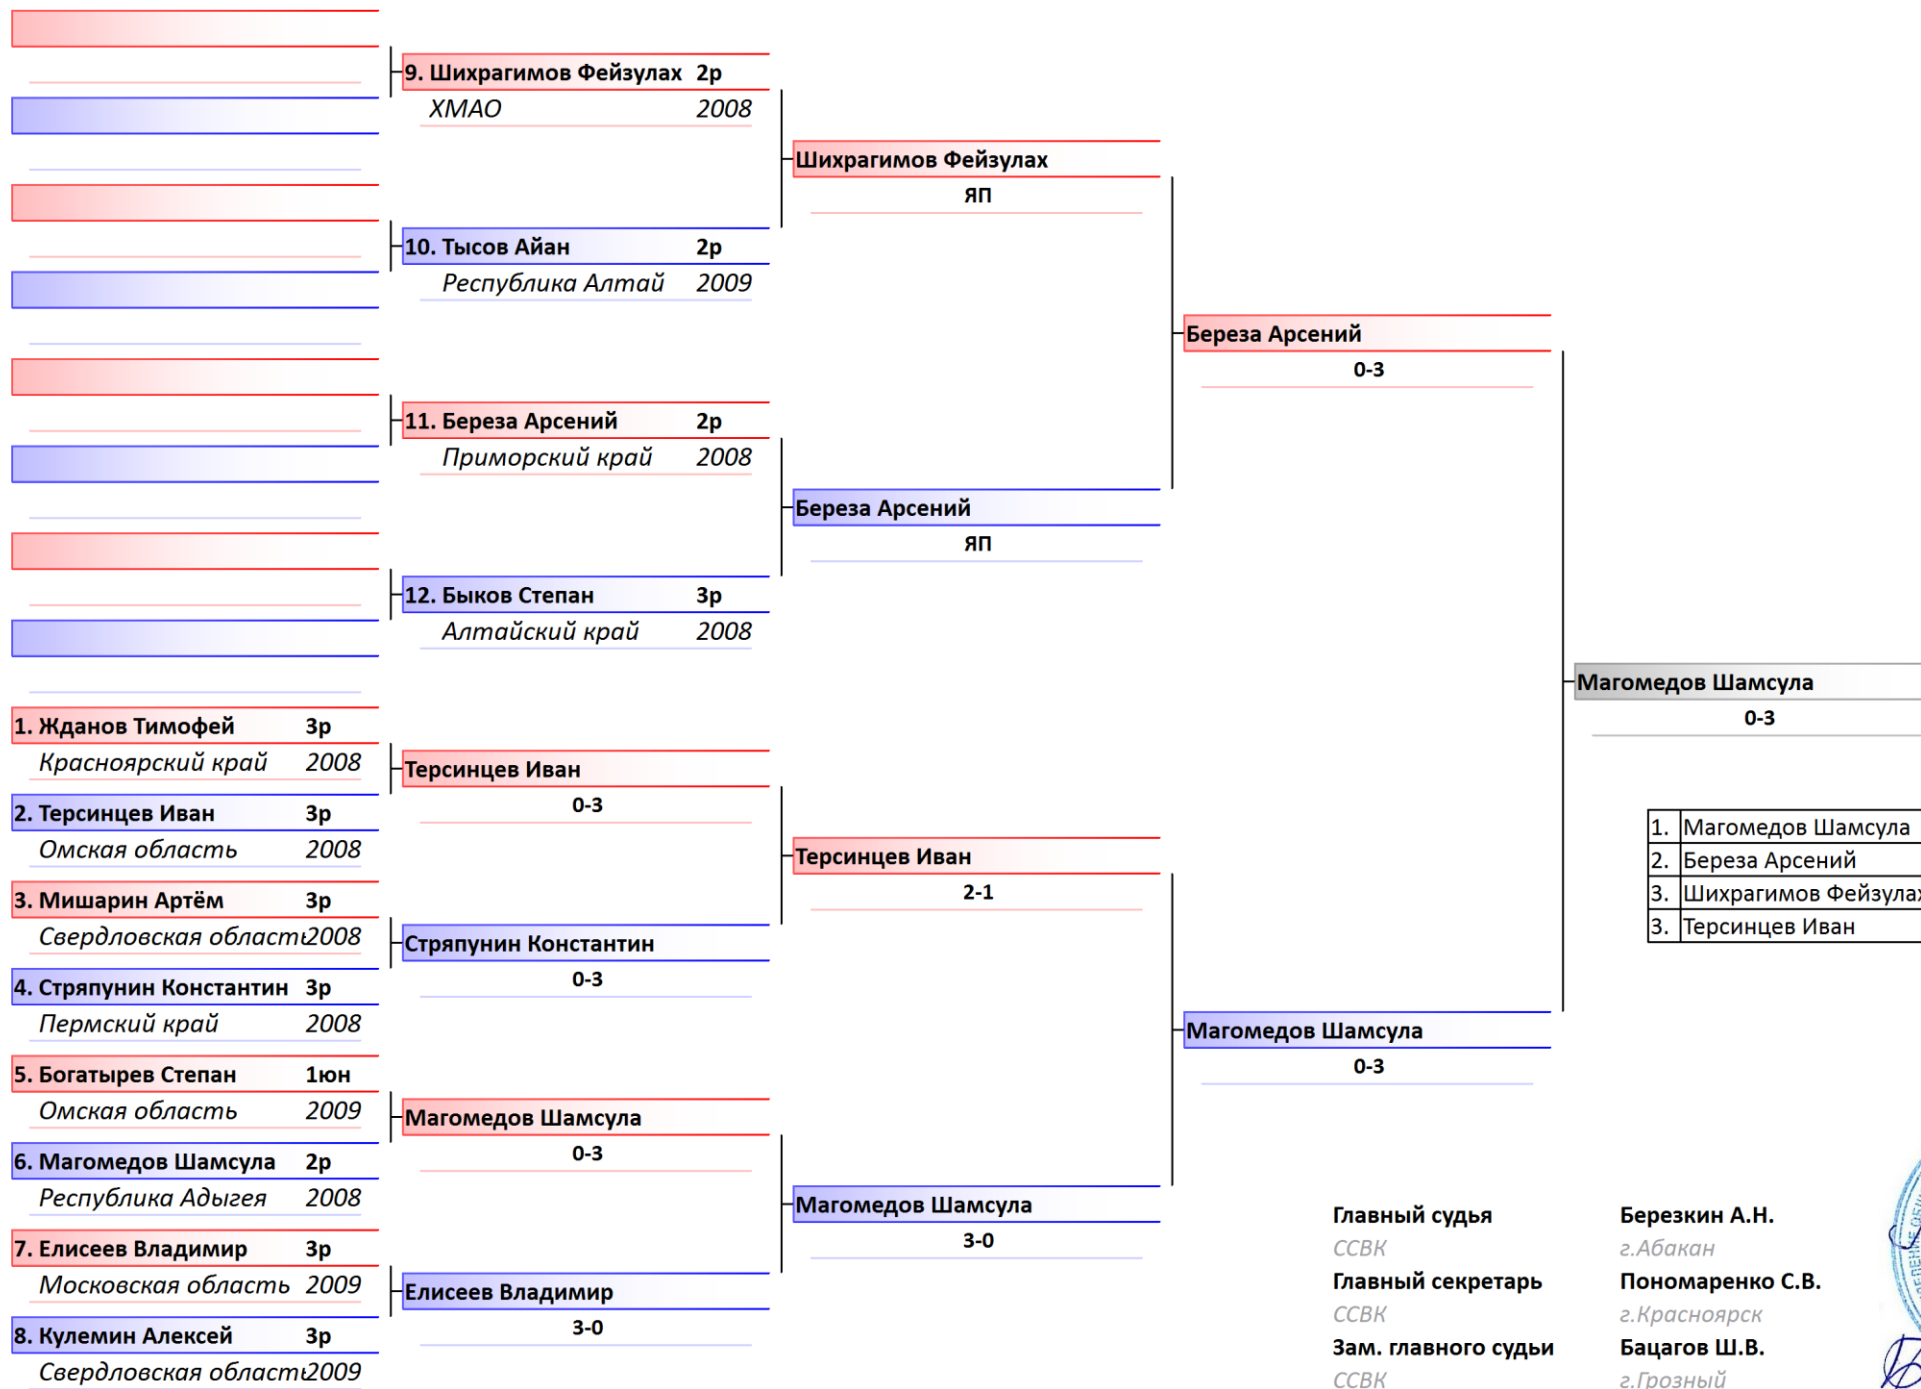 9. Шихрагимов Фейзулах 2р
ХМАО 2008
10. Тысов Айан 2р
Республика Алтай 2009
11. Береза Арсений 2р
Приморский край 2008
12. Быков Степан 3р
Алтайский край 2008
1. Жданов Тимофей 3р
Красноярский край 2008
2. Терсинцев Иван 3р
Омская область 2008
3. Мишарин Артём 3р
Свердловская область 2008
4. Стряпунин Константин 3р
Пермский край 2008
5. Богатырев Степан 1юн
Омская область 2009
6. Магомедов Шамсула 2р
Республика Адыгея 2008
7. Елисеев Владимир 3р
Московская область 2009
8. Кулемин Алексей 3р
Свердловская область 2009
Терсинцев Иван
0-3
Стряпунин Константин
0-3
Магомедов Шамсула
0-3
Елисеев Владимир
3-0
Шихрагимов Фейзулах
ЯП
Береза Арсений
ЯП
Терсинцев Иван
2-1
Магомедов Шамсула
3-0
Береза Арсений
0-3
Магомедов Шамсула
0-3
Магомедов Шамсула
0-3
1. Магомедов Шамсула
2. Береза Арсений
3. Шихрагимов Фейзулах
3. Терсинцев Иван
Главный судья Березкин А.Н.
ССВК г.Абакан
Главный секретарь Пономаренко С.В.
ССВК г.Красноярск
Зам. главного судьи Бацагов Ш.В.
ССВК г.Грозный